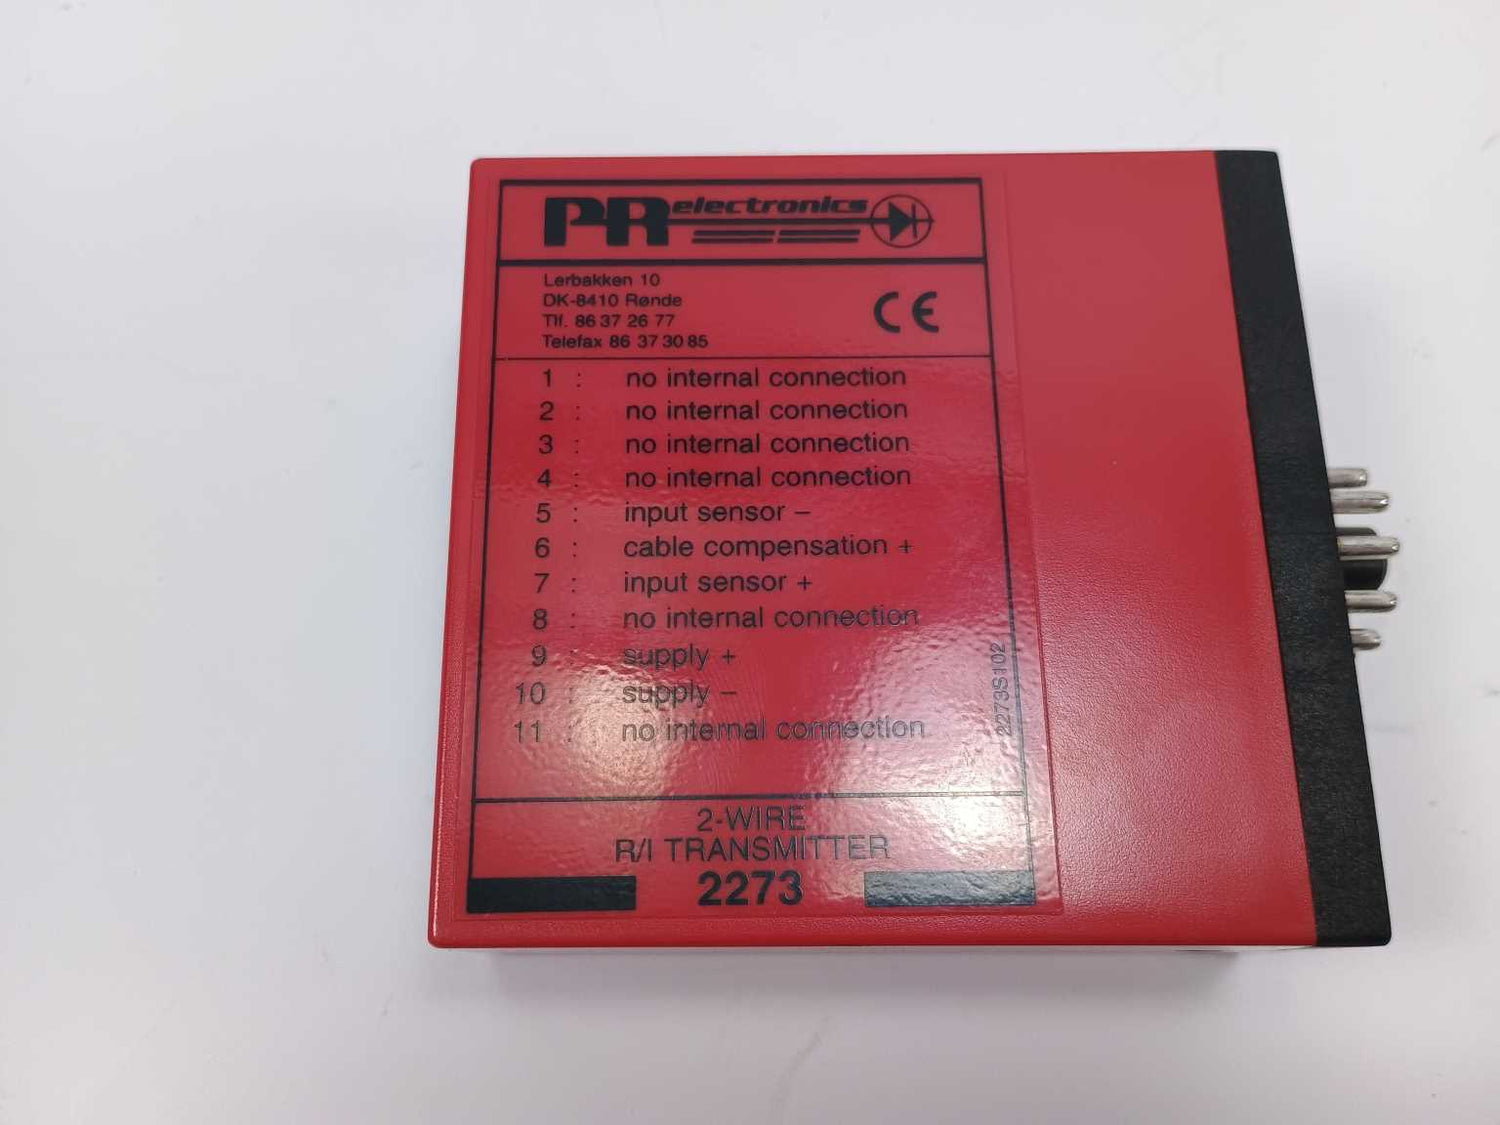 PR electronics
Lerbakken 10
DK-8410 Rønde
Tlf. 86 37 26 77
Telefax 86 37 30 85
CE
1 : no internal connection
2 : no internal connection
3 : no internal connection
4 : no internal connection
5 : input sensor –
6 : cable compensation +
7 : input sensor +
8 : no internal connection
9 : supply +
10 : supply –
11 : no internal connection
2273S102
2-WIRE
R/I TRANSMITTER
2273